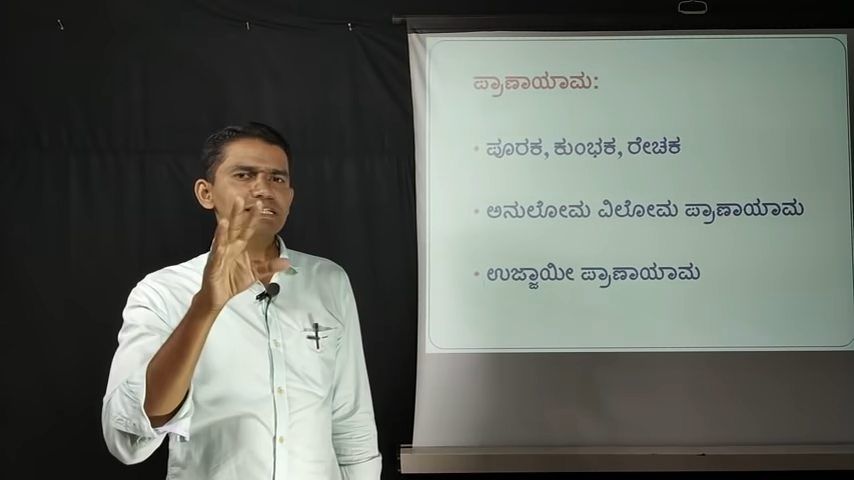 ಪ್ರಾಣಾಯಾಮ:
• ಪೂರಕ, ಕುಂಭಕ, ರೇಚಕ
• ಅನುಲೋಮ ವಿಲೋಮ ಪ್ರಾಣಾಯಾಮ
• ಉಜ್ಜಾಯೀ ಪ್ರಾಣಾಯಾಮ